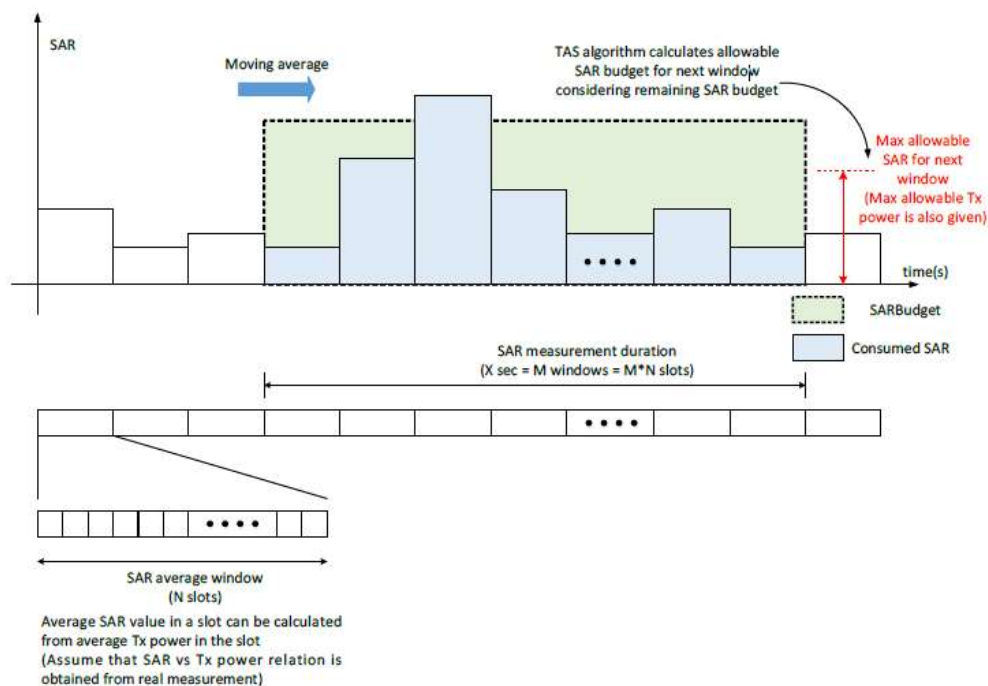 SAR
Moving average
TAS algorithm calculates allowable
SAR budget for next window
considering remaining SAR budget
Max allowable
SAR for next
window
(Max allowable Tx
power is also given)
time(s)
SARBudget
Consumed SAR
SAR measurement duration
(X sec = M windows = M*N slots)
SAR average window
(N slots)
Average SAR value in a slot can be calculated
from average Tx power in the slot
(Assume that SAR vs Tx power relation is
obtained from real measurement)